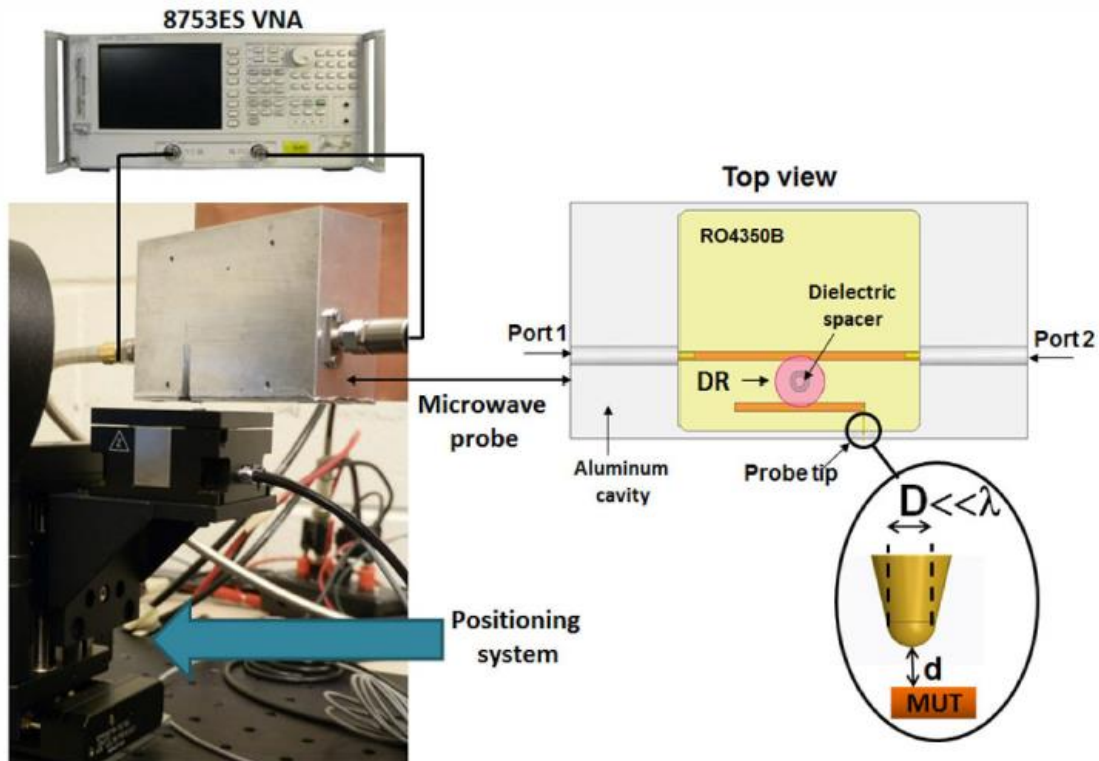 8753ES VNA
Top view
RO4350B
Dielectric
spacer
Port 1
Port 2
DR
Microwave
probe
Aluminum
cavity
Probe tip
D<<λ
Positioning
system
d
MUT